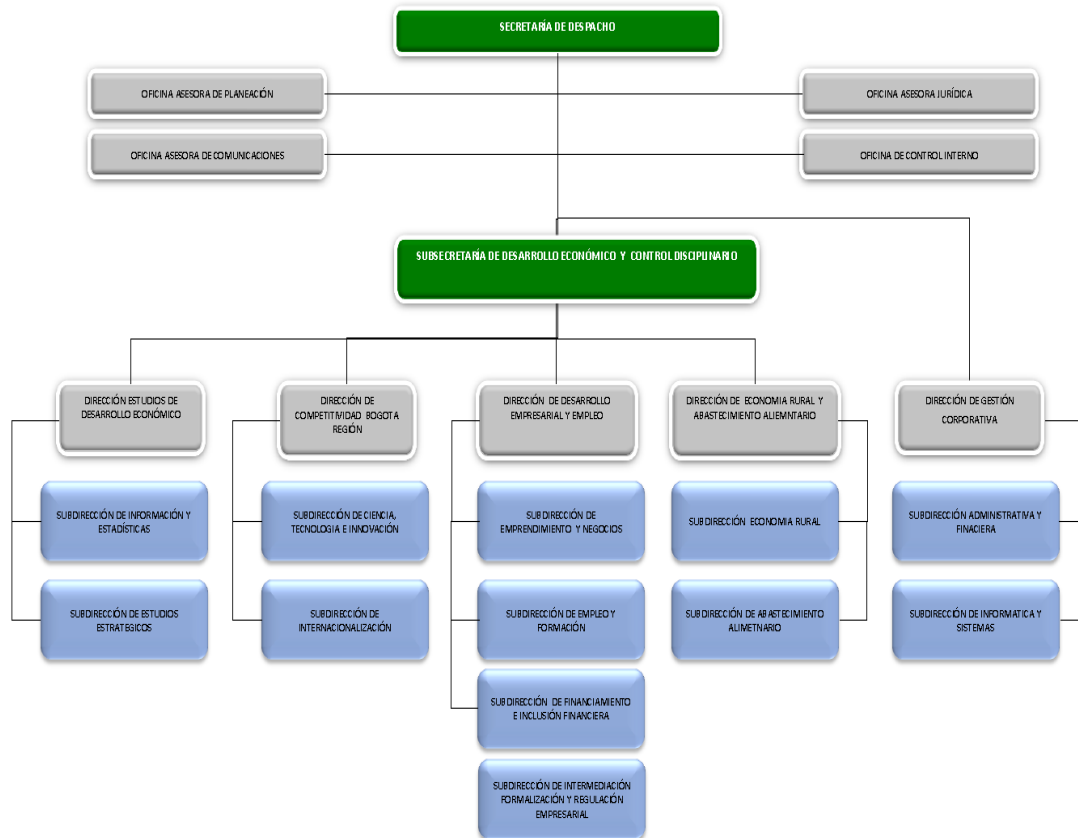 SECRETARÍA DE DESPACHO
OFICINA ASESORA DE PLANEACIÓN
OFICINA ASESORA JURÍDICA
OFICINA ASESORA DE COMUNICACIONES
OFICINA DE CONTROL INTERNO
SUBSECRETARÍA DE DESARROLLO ECONÓMICO Y CONTROL DISCIPLINARIO
DIRECCIÓN ESTUDIOS DE
DESARROLLO ECONÓMICO
DIRECCIÓN DE
COMPETITIVIDAD BOGOTA
REGIÓN
DIRECCIÓN DE DESARROLLO
EMPRESARIAL Y EMPLEO
DIRECCIÓN DE ECONOMIA RURAL Y
ABASTECIMIENTO ALIEMNTARIO
DIRECCIÓN DE GESTIÓN
CORPORATIVA
SUBDIRECCIÓN DE INFORMACIÓN Y
ESTADÍSTICAS
SUBDIRECCIÓN DE CIENCIA,
TECNOLOGIA E INNOVACIÓN
SUBDIRECCIÓN DE
EMPRENDIMIENTO Y NEGOCIOS
SUBDIRECCIÓN ECONOMIA RURAL
SUBDIRECCIÓN ADMINISTRATIVA Y
FINACIERA
SUBDIRECCIÓN DE ESTUDIOS
ESTRATEGICOS
SUBDIRECCIÓN DE
INTERNACIONALIZACIÓN
SUBDIRECCIÓN DE EMPLEO Y
FORMACIÓN
SUBDIRECCIÓN DE ABASTECIMIENTO
ALIMETNARIO
SUBDIRECCIÓN DE INFORMATICA Y
SISTEMAS
SUBDIRECCIÓN DE FINANCIAMIENTO
E INCLUSIÓN FINANCIERA
SUBDIRECCIÓN DE INTERMEDIACIÓN
FORMALIZACIÓN Y REGULACIÓN
EMPRESARIAL